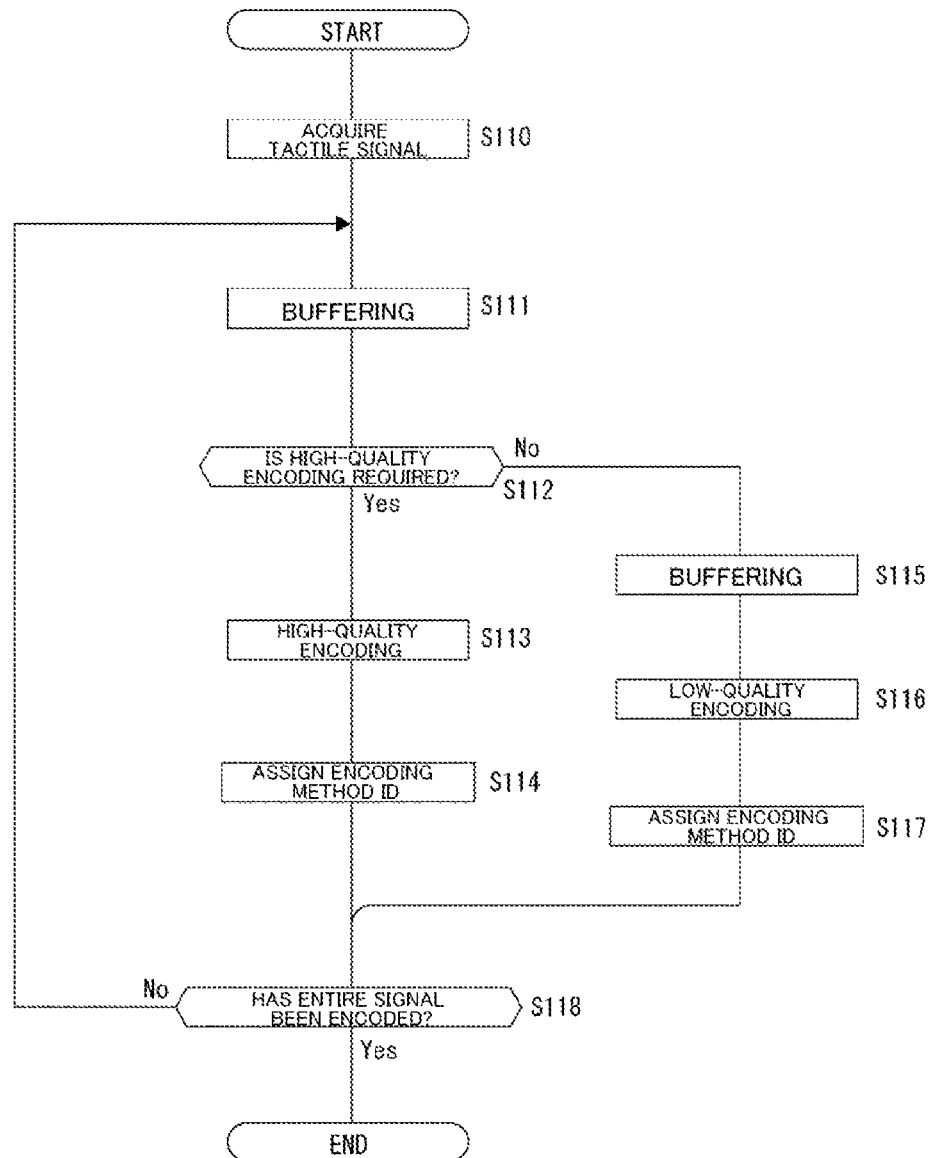 START
ACQUIRE
TACTILE SIGNAL
S110
BUFFERING
S111
IS HIGH-QUALITY
ENCODING REQUIRED?
No
S112
Yes
BUFFERING
S115
HIGH-QUALITY
ENCODING
S113
LOW-QUALITY
ENCODING
S116
ASSIGN ENCODING
METHOD ID
S114
ASSIGN ENCODING
METHOD ID
S117
No
HAS ENTIRE SIGNAL
BEEN ENCODED?
S118
Yes
END